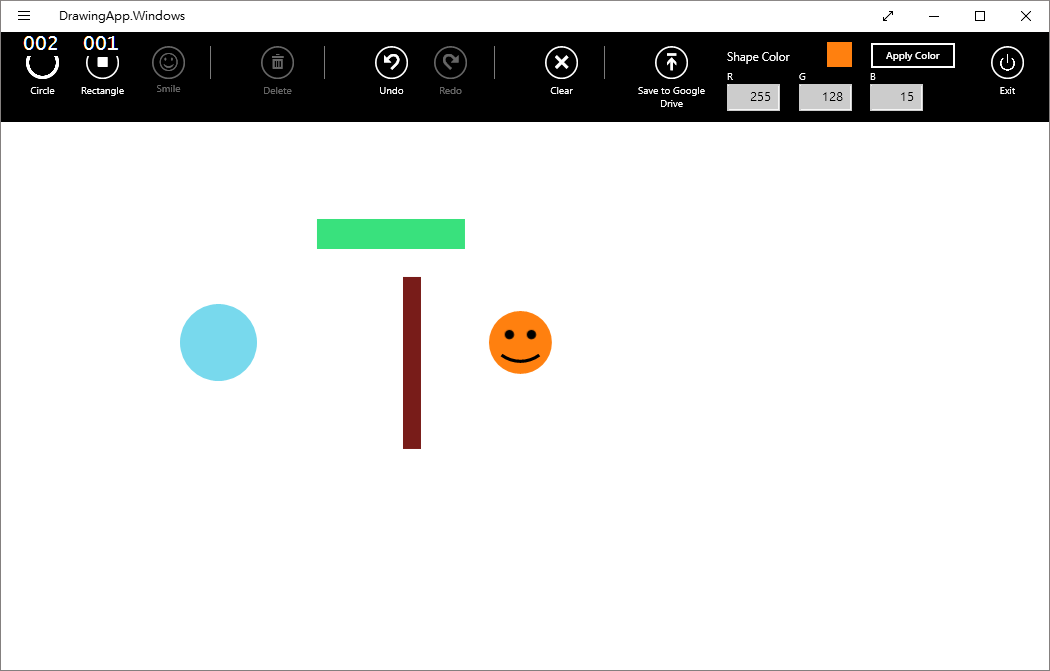 DrawingApp.Windows
002
001
Circle
Rectangle
Smile
Delete
Undo
Redo
Clear
Save to Google
Drive
Shape Color
Apply Color
R
G
B
255
128
15
Exit